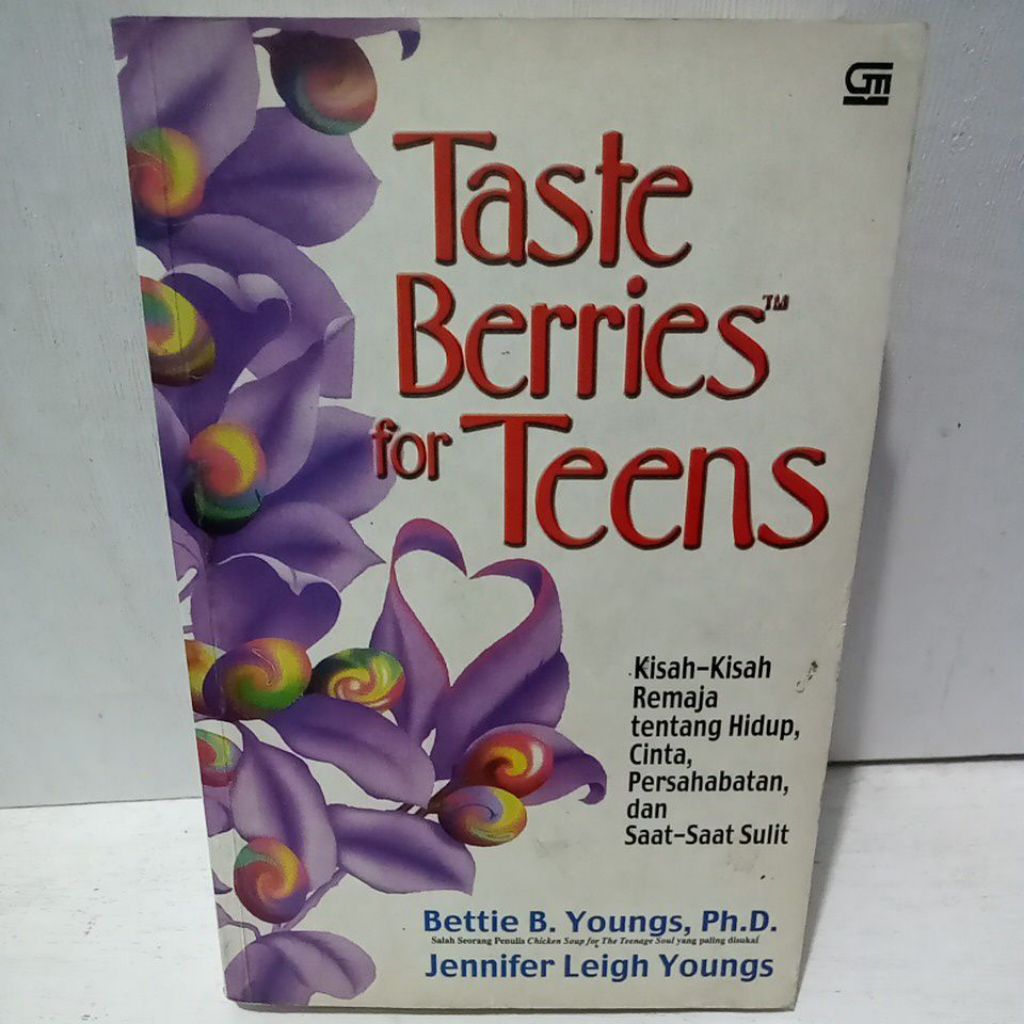 GM
Taste
Berries™
for Teens
Kisah-Kisah
Remaja
tentang Hidup,
Cinta,
Persahabatan,
dan
Saat-Saat Sulit
Bettie B. Youngs, Ph.D.
Salah Seorang Penulis Chicken Soup for The Teenage Soul yang paling disukai
Jennifer Leigh Youngs